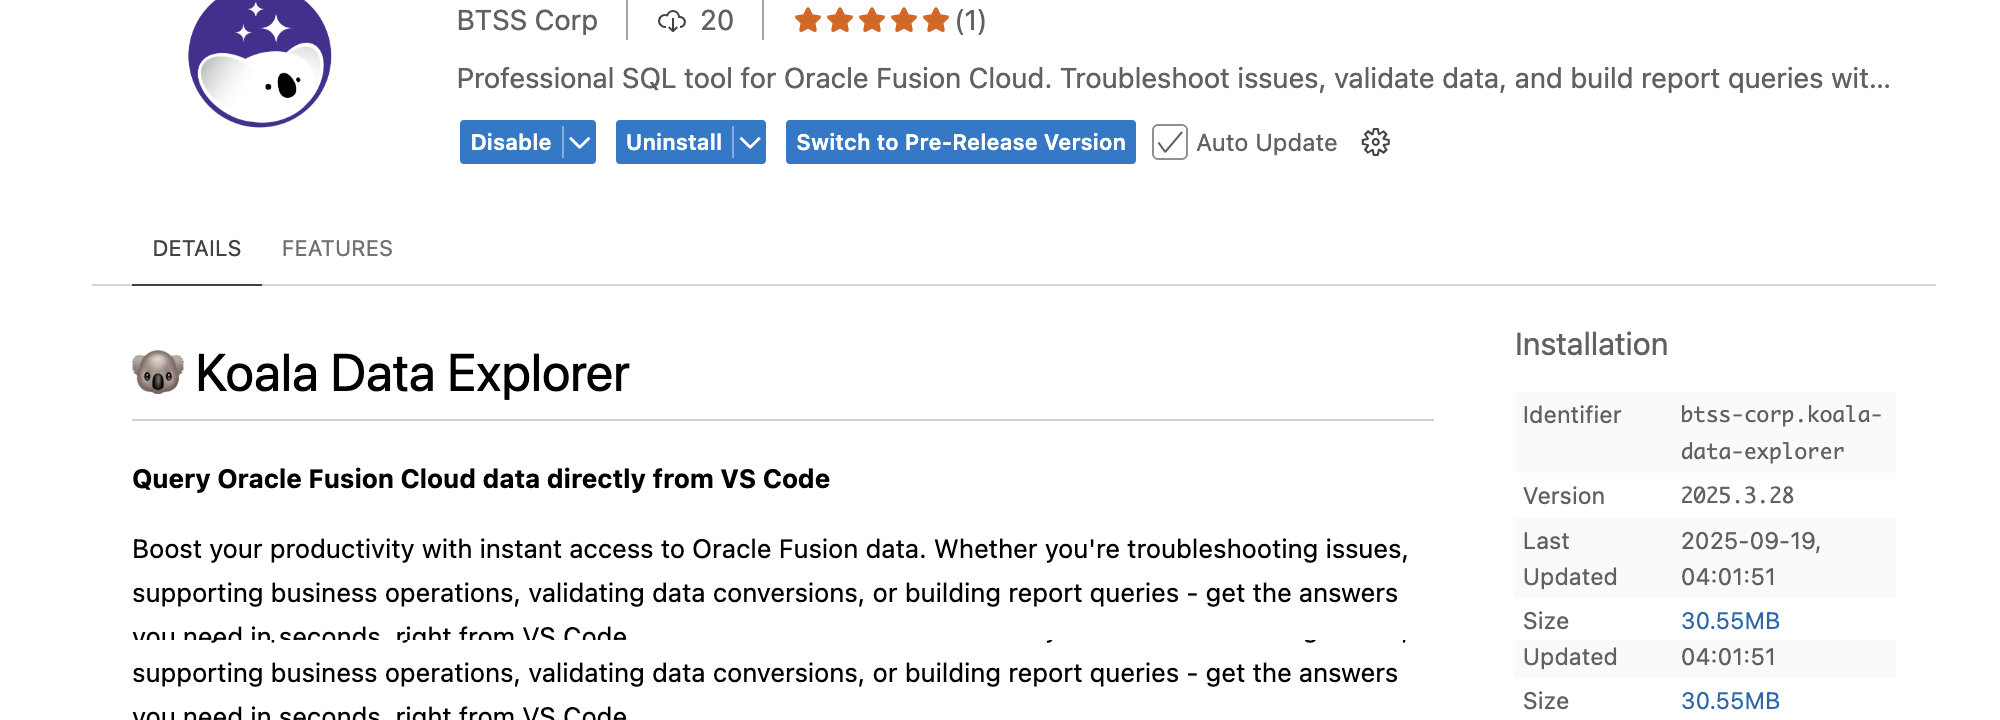 BTSS Corp 20 (1)
Professional SQL tool for Oracle Fusion Cloud. Troubleshoot issues, validate data, and build report queries wit...
Disable Uninstall Switch to Pre-Release Version Auto Update
DETAILS FEATURES
Koala Data Explorer
Query Oracle Fusion Cloud data directly from VS Code
Boost your productivity with instant access to Oracle Fusion data. Whether you're troubleshooting issues,
supporting business operations, validating data conversions, or building report queries - get the answers
you need in seconds, right from VS Code.
supporting business operations, validating data conversions, or building report queries - get the answers
you need in seconds, right from VS Code.
Installation
Identifier btss-corp.koala-
data-explorer
Version 2025.3.28
Last 2025-09-19,
Updated 04:01:51
Size 30.55MB
Updated 04:01:51
Size 30.55MB